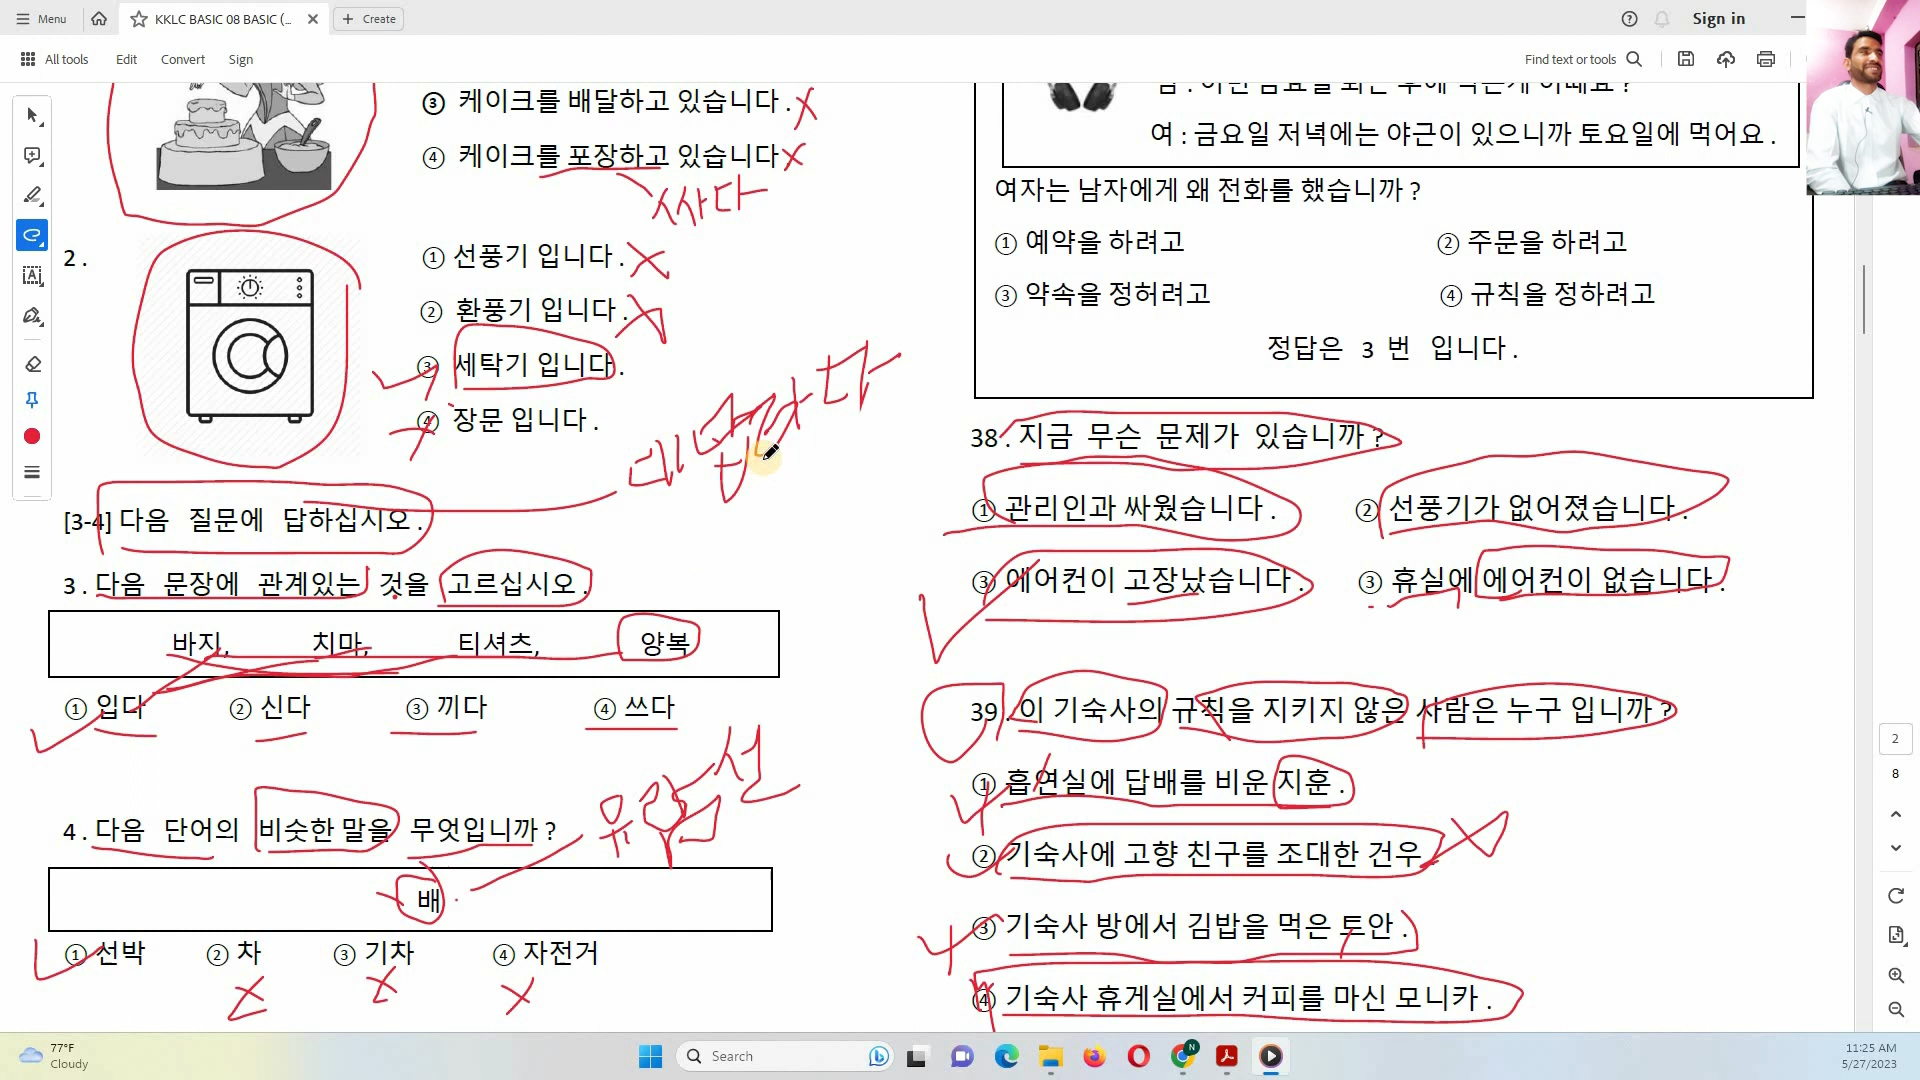 Menu
KKLC BASIC 08 BASIC (...
Create
Sign in
All tools
Edit
Convert
Sign
Find text or tools
③ 케이크를 배달하고 있습니다 .
④ 케이크를 포장하고 있습니다
싸다
2 .
① 선풍기 입니다 .
② 환풍기 입니다 .
③ 세탁기 입니다 .
④ 장문 입니다 .
[3-4] 다음 질문에 답하십시오 .
3 . 다음 문장에 관계있는 것을 고르십시오 .
바지, 치마, 티셔츠, 양복
① 입다 ② 신다 ③ 끼다 ④ 쓰다
4 . 다음 단어의 비슷한 말을 무엇입니까 ?
유람선
배
① 선박 ② 차 ③ 기차 ④ 자전거
여 : 금요일 저녁에는 야근이 있으니까 토요일에 먹어요 .
여자는 남자에게 왜 전화를 했습니까 ?
① 예약을 하려고 ② 주문을 하려고
③ 약속을 정허려고 ④ 규칙을 정하려고
정답은 3 번 입니다 .
38 . 지금 무슨 문제가 있습니까 ?
① 관리인과 싸웠습니다 . ② 선풍기가 없어졌습니다 .
③ 에어컨이 고장났습니다 . ③ 휴실에 에어컨이 없습니다 .
39 . 이 기숙사의 규칙을 지키지 않은 사람은 누구 입니까 ?
① 흡연실에 답배를 비운 지훈 .
② 기숙사에 고향 친구를 조대한 건우
③ 기숙사 방에서 김밥을 먹은 토안 .
④ 기숙사 휴게실에서 커피를 마신 모니카 .
2
8
77°F
Cloudy
Search
N
11:25 AM
5/27/2023